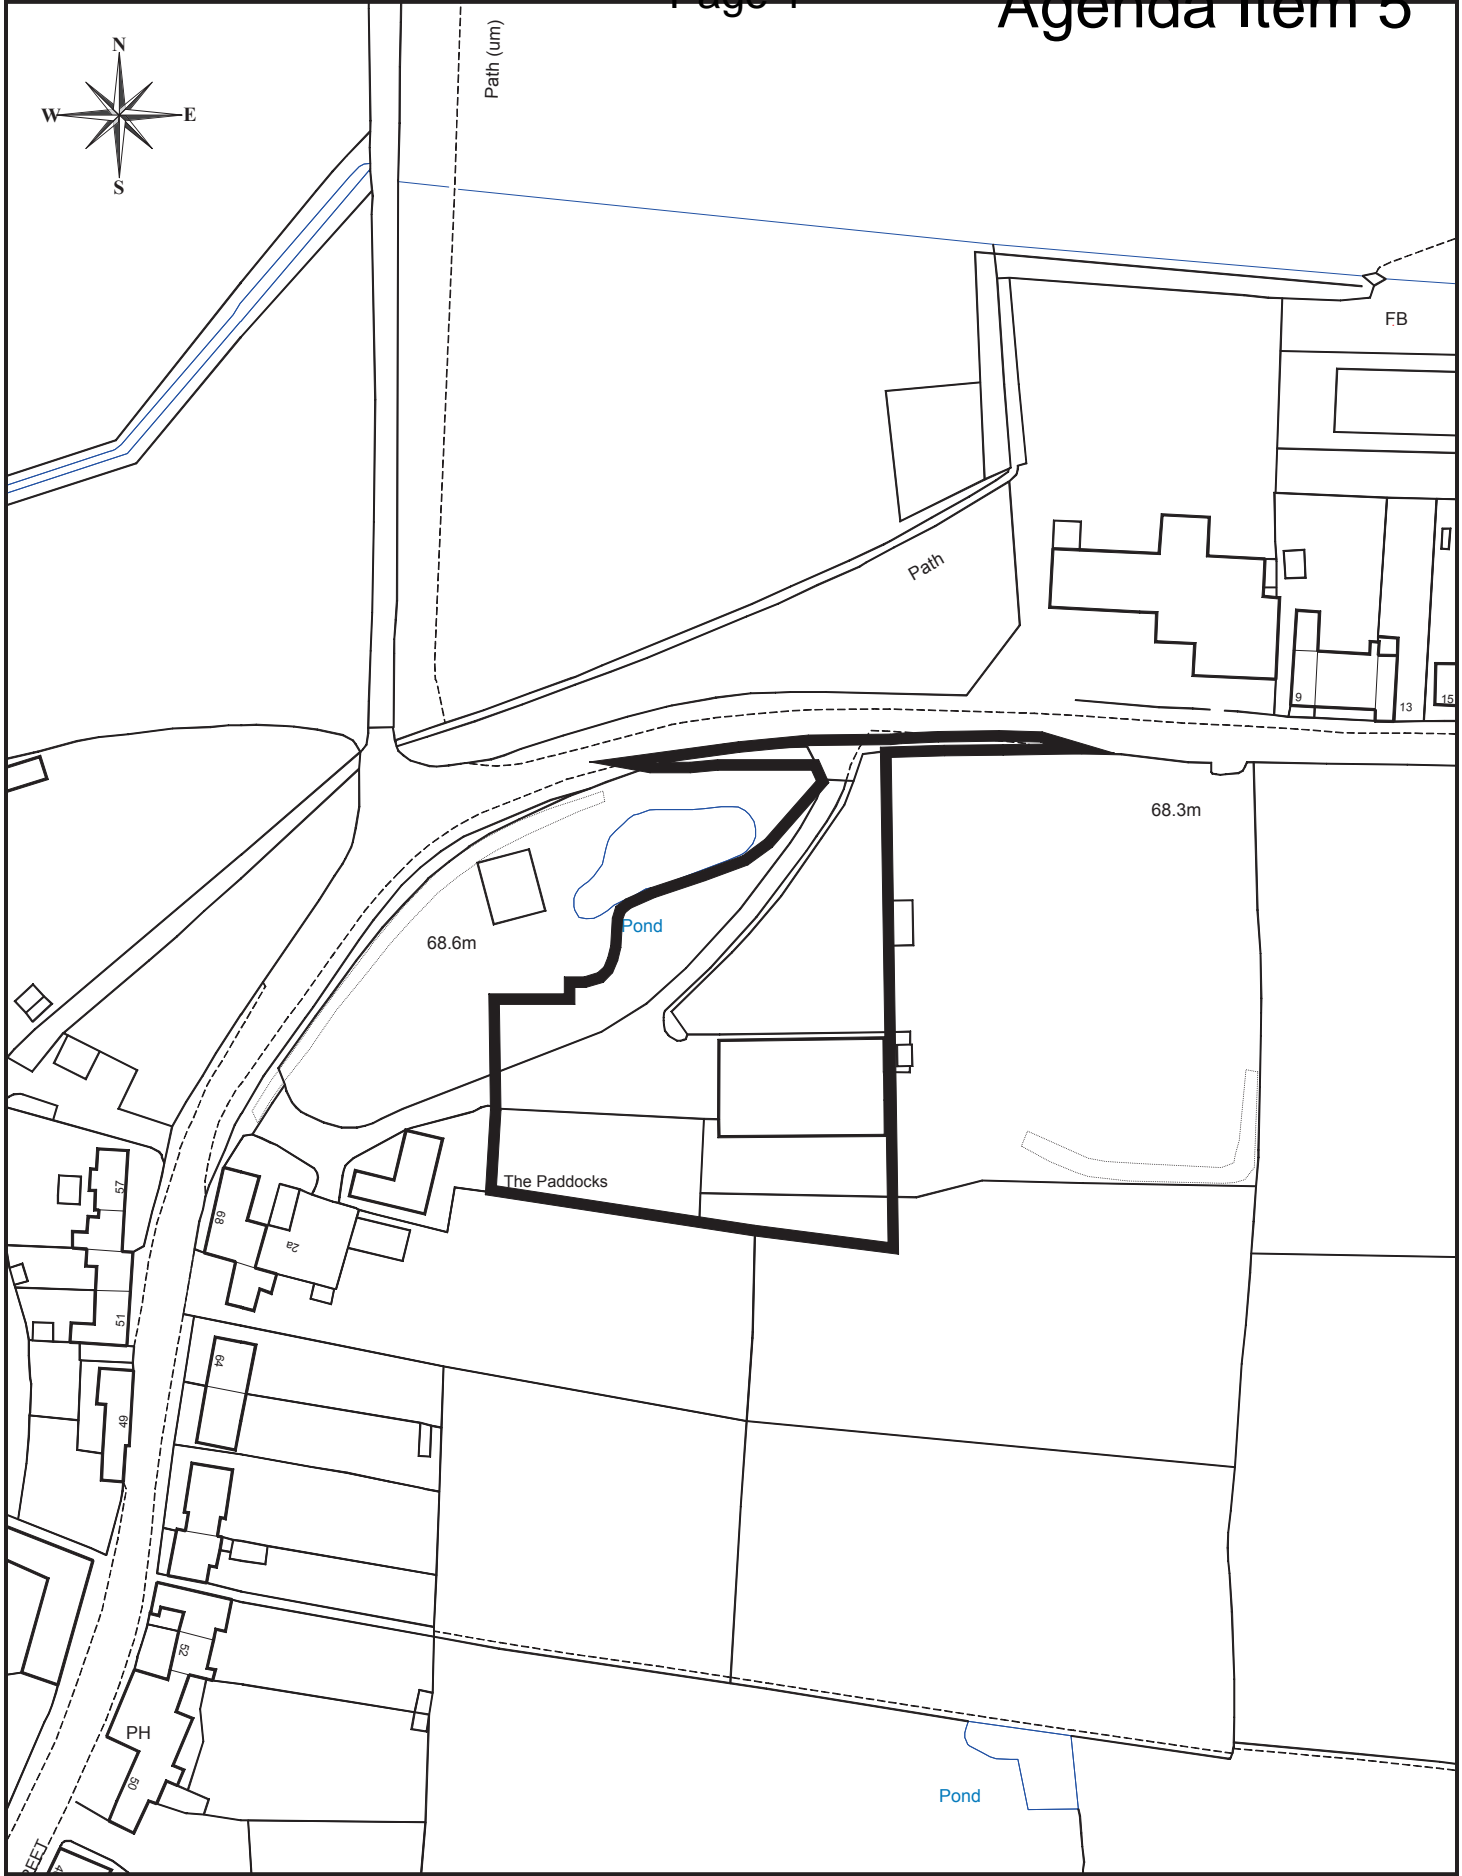 Agenda Item 5
N
W E
S
Path (um)
FB
Path
9
13
15
68.3m
Pond
68.6m
The Paddocks
57
68
2a
51
64
49
52
PH
50
Pond